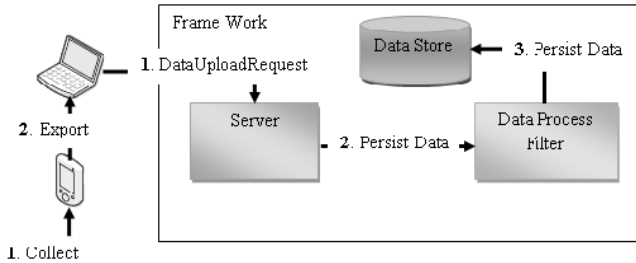 Frame Work
Data Store
3. Persist Data
1. DataUploadRequest
Server
Data Process
Filter
2. Persist Data
2. Export
1. Collect